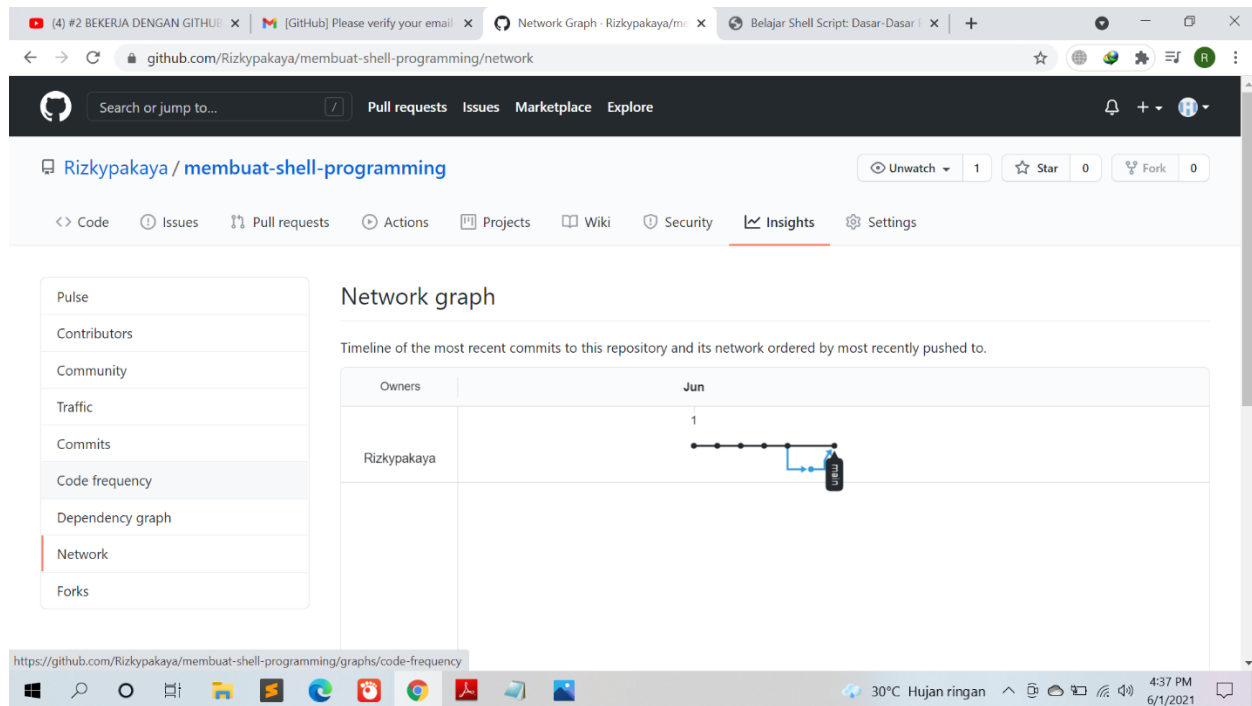 (4) #2 BEKERJA DENGAN GITHUB
[GitHub] Please verify your email
Network Graph · Rizkypakaya/me
Belajar Shell Script: Dasar-Dasar
github.com/Rizkypakaya/membuat-shell-programming/network
R
Search or jump to...
/
Pull requests Issues Marketplace Explore
Rizkypakaya / membuat-shell-programming
Unwatch 1
Star 0
Fork 0
Code Issues Pull requests Actions Projects Wiki Security Insights Settings
Pulse
Contributors
Community
Traffic
Commits
Code frequency
Dependency graph
Network
Forks
Network graph
Timeline of the most recent commits to this repository and its network ordered by most recently pushed to.
Owners Jun
1
Rizkypakaya
main
https://github.com/Rizkypakaya/membuat-shell-programming/graphs/code-frequency
30°C Hujan ringan
4:37 PM
6/1/2021